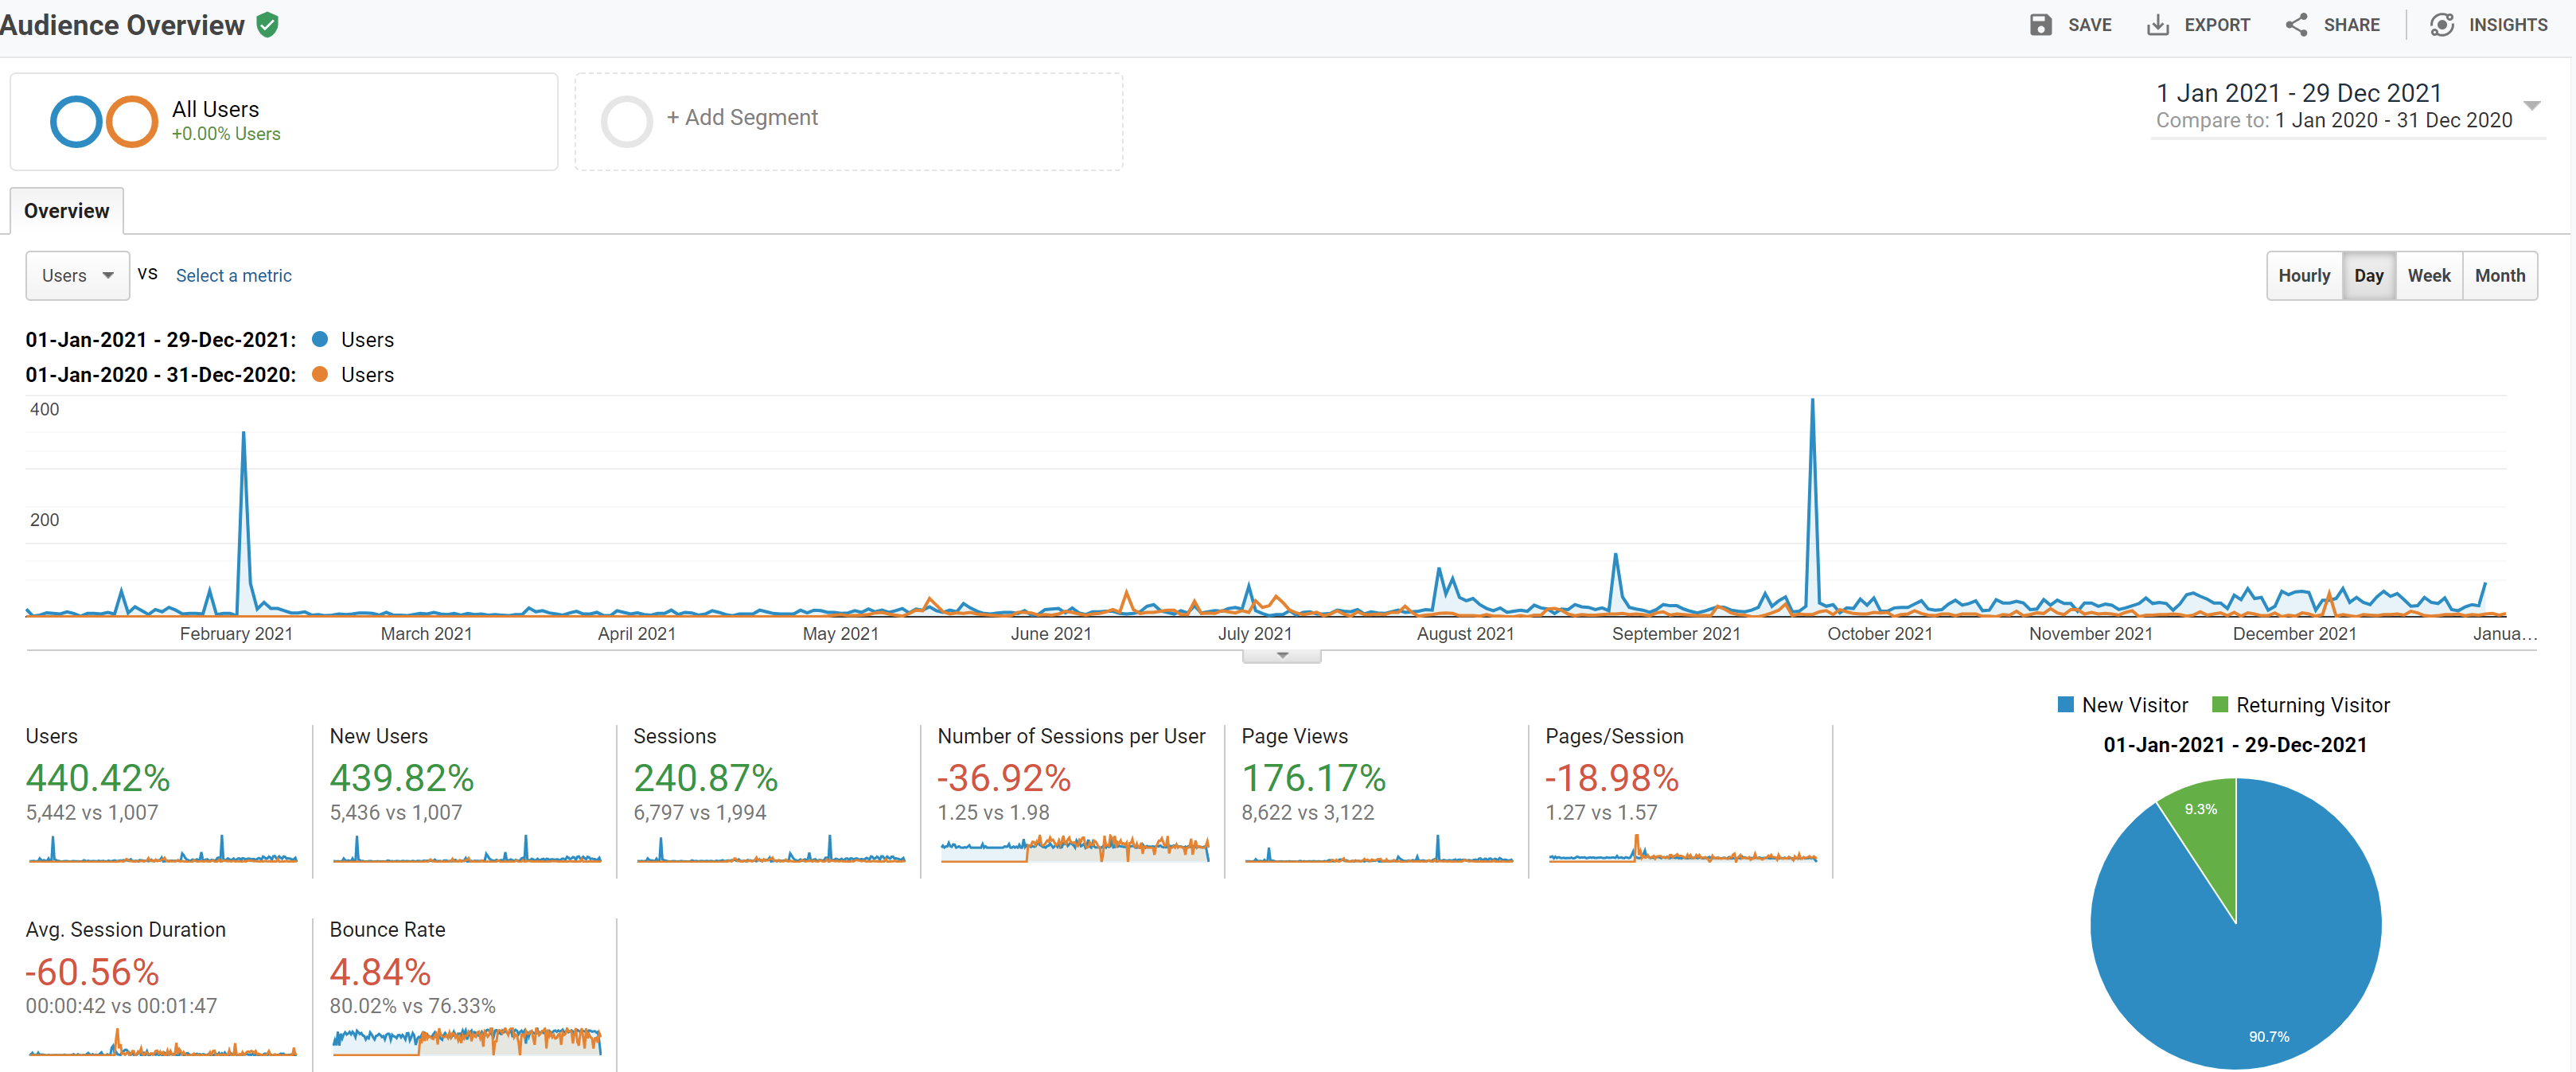 Audience Overview
SAVE EXPORT SHARE INSIGHTS
All Users
+0.00% Users
+ Add Segment
1 Jan 2021 - 29 Dec 2021
Compare to: 1 Jan 2020 - 31 Dec 2020
Overview
Users VS Select a metric
Hourly Day Week Month
01-Jan-2021 - 29-Dec-2021: Users
01-Jan-2020 - 31-Dec-2020: Users
400
200
February 2021 March 2021 April 2021 May 2021 June 2021 July 2021 August 2021 September 2021 October 2021 November 2021 December 2021 Janua...
Users
440.42%
5,442 vs 1,007
New Users
439.82%
5,436 vs 1,007
Sessions
240.87%
6,797 vs 1,994
Number of Sessions per User
-36.92%
1.25 vs 1.98
Page Views
176.17%
8,622 vs 3,122
Pages/Session
-18.98%
1.27 vs 1.57
Avg. Session Duration
-60.56%
00:00:42 vs 00:01:47
Bounce Rate
4.84%
80.02% vs 76.33%
New Visitor Returning Visitor
01-Jan-2021 - 29-Dec-2021
9.3%
90.7%